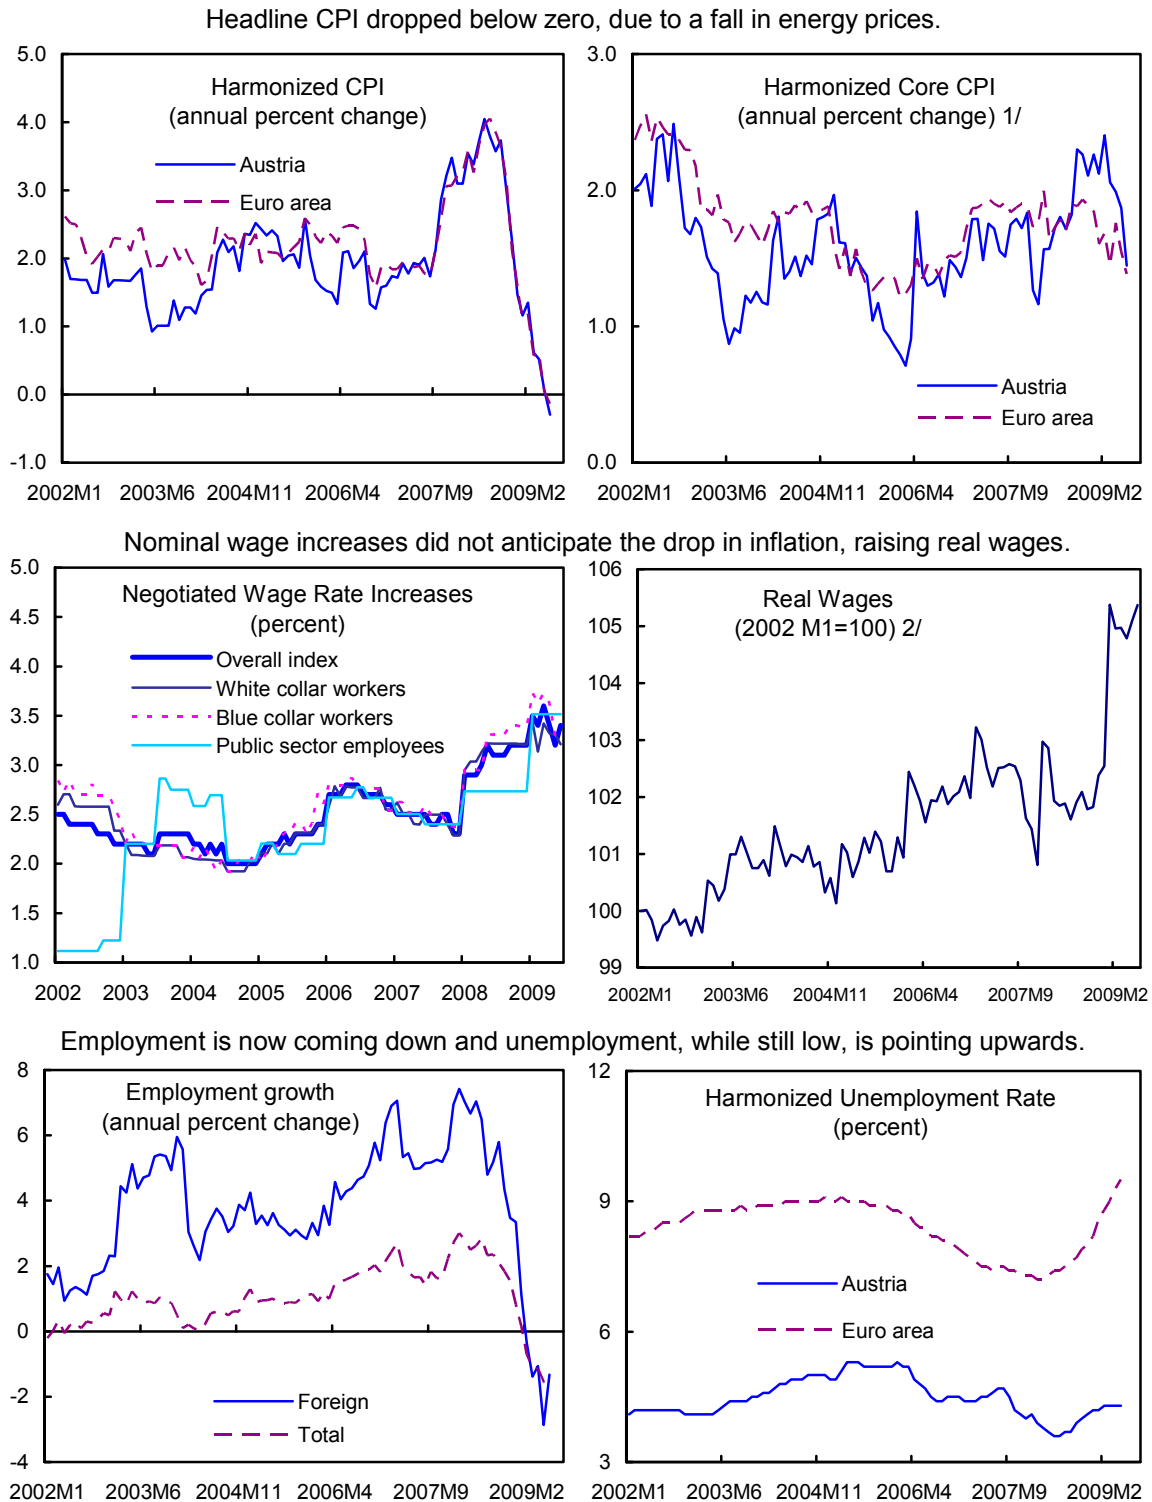 Headline CPI dropped below zero, due to a fall in energy prices.
5.0
4.0
3.0
2.0
1.0
0.0
-1.0
Harmonized CPI
(annual percent change)
Austria
Euro area
2002M1 2003M6 2004M11 2006M4 2007M9 2009M2
3.0
2.0
1.0
0.0
Harmonized Core CPI
(annual percent change) 1/
Austria
Euro area
2002M1 2003M6 2004M11 2006M4 2007M9 2009M2
Nominal wage increases did not anticipate the drop in inflation, raising real wages.
5.0
4.5
4.0
3.5
3.0
2.5
2.0
1.5
1.0
Negotiated Wage Rate Increases
(percent)
Overall index
White collar workers
Blue collar workers
Public sector employees
2002 2003 2004 2005 2006 2007 2008 2009
106
105
104
103
102
101
100
99
Real Wages
(2002 M1=100) 2/
2002M1 2003M6 2004M11 2006M4 2007M9 2009M2
Employment is now coming down and unemployment, while still low, is pointing upwards.
8
6
4
2
0
-2
-4
Employment growth
(annual percent change)
Foreign
Total
2002M1 2003M6 2004M11 2007M9 2009M2
12
9
6
3
Harmonized Unemployment Rate
(percent)
Austria
Euro area
2002M1 2003M6 2004M11 2006M4 2007M9 2009M2